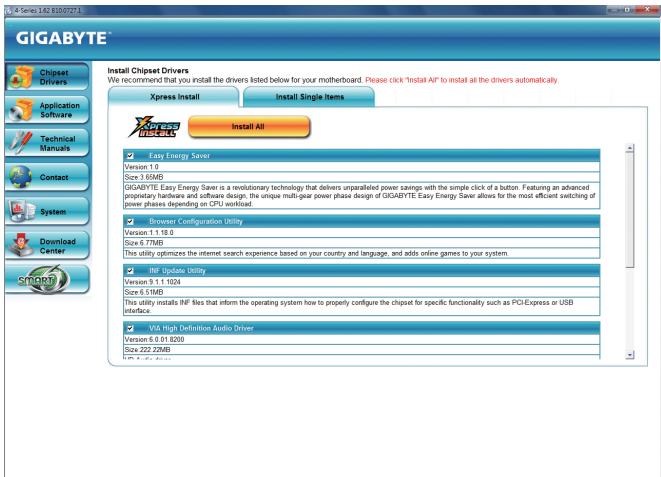 4-Series 1.62 B10.0727.1
GIGABYTE™
Chipset
Drivers
Application
Software
Technical
Manuals
Contact
System
Download
Center
SMART
Install Chipset Drivers
We recommend that you install the drivers listed below for your motherboard. Please click "Install All" to install all the drivers automatically.
Xpress Install
Install Single Items
Xpress
Install
Install All
Easy Energy Saver
Version:1.0
Size:3.65MB
GIGABYTE Easy Energy Saver is a revolutionary technology that delivers unparalleled power savings with the simple click of a button. Featuring an advanced
proprietary hardware and software design, the unique multi-gear power phase design of GIGABYTE Easy Energy Saver allows for the most efficient switching of
power phases depending on CPU workload.
Browser Configuration Utility
Version:1.1.18.0
Size:6.77MB
This utility optimizes the internet search experience based on your country and language, and adds online games to your system.
INF Update Utility
Version:9.1.1.1024
Size:6.51MB
This utility installs INF files that inform the operating system how to properly configure the chipset for specific functionality such as PCI-Express or USB
interface.
VIA High Definition Audio Driver
Version:6.0.01.8200
Size:222.22MB
HD Audio driver